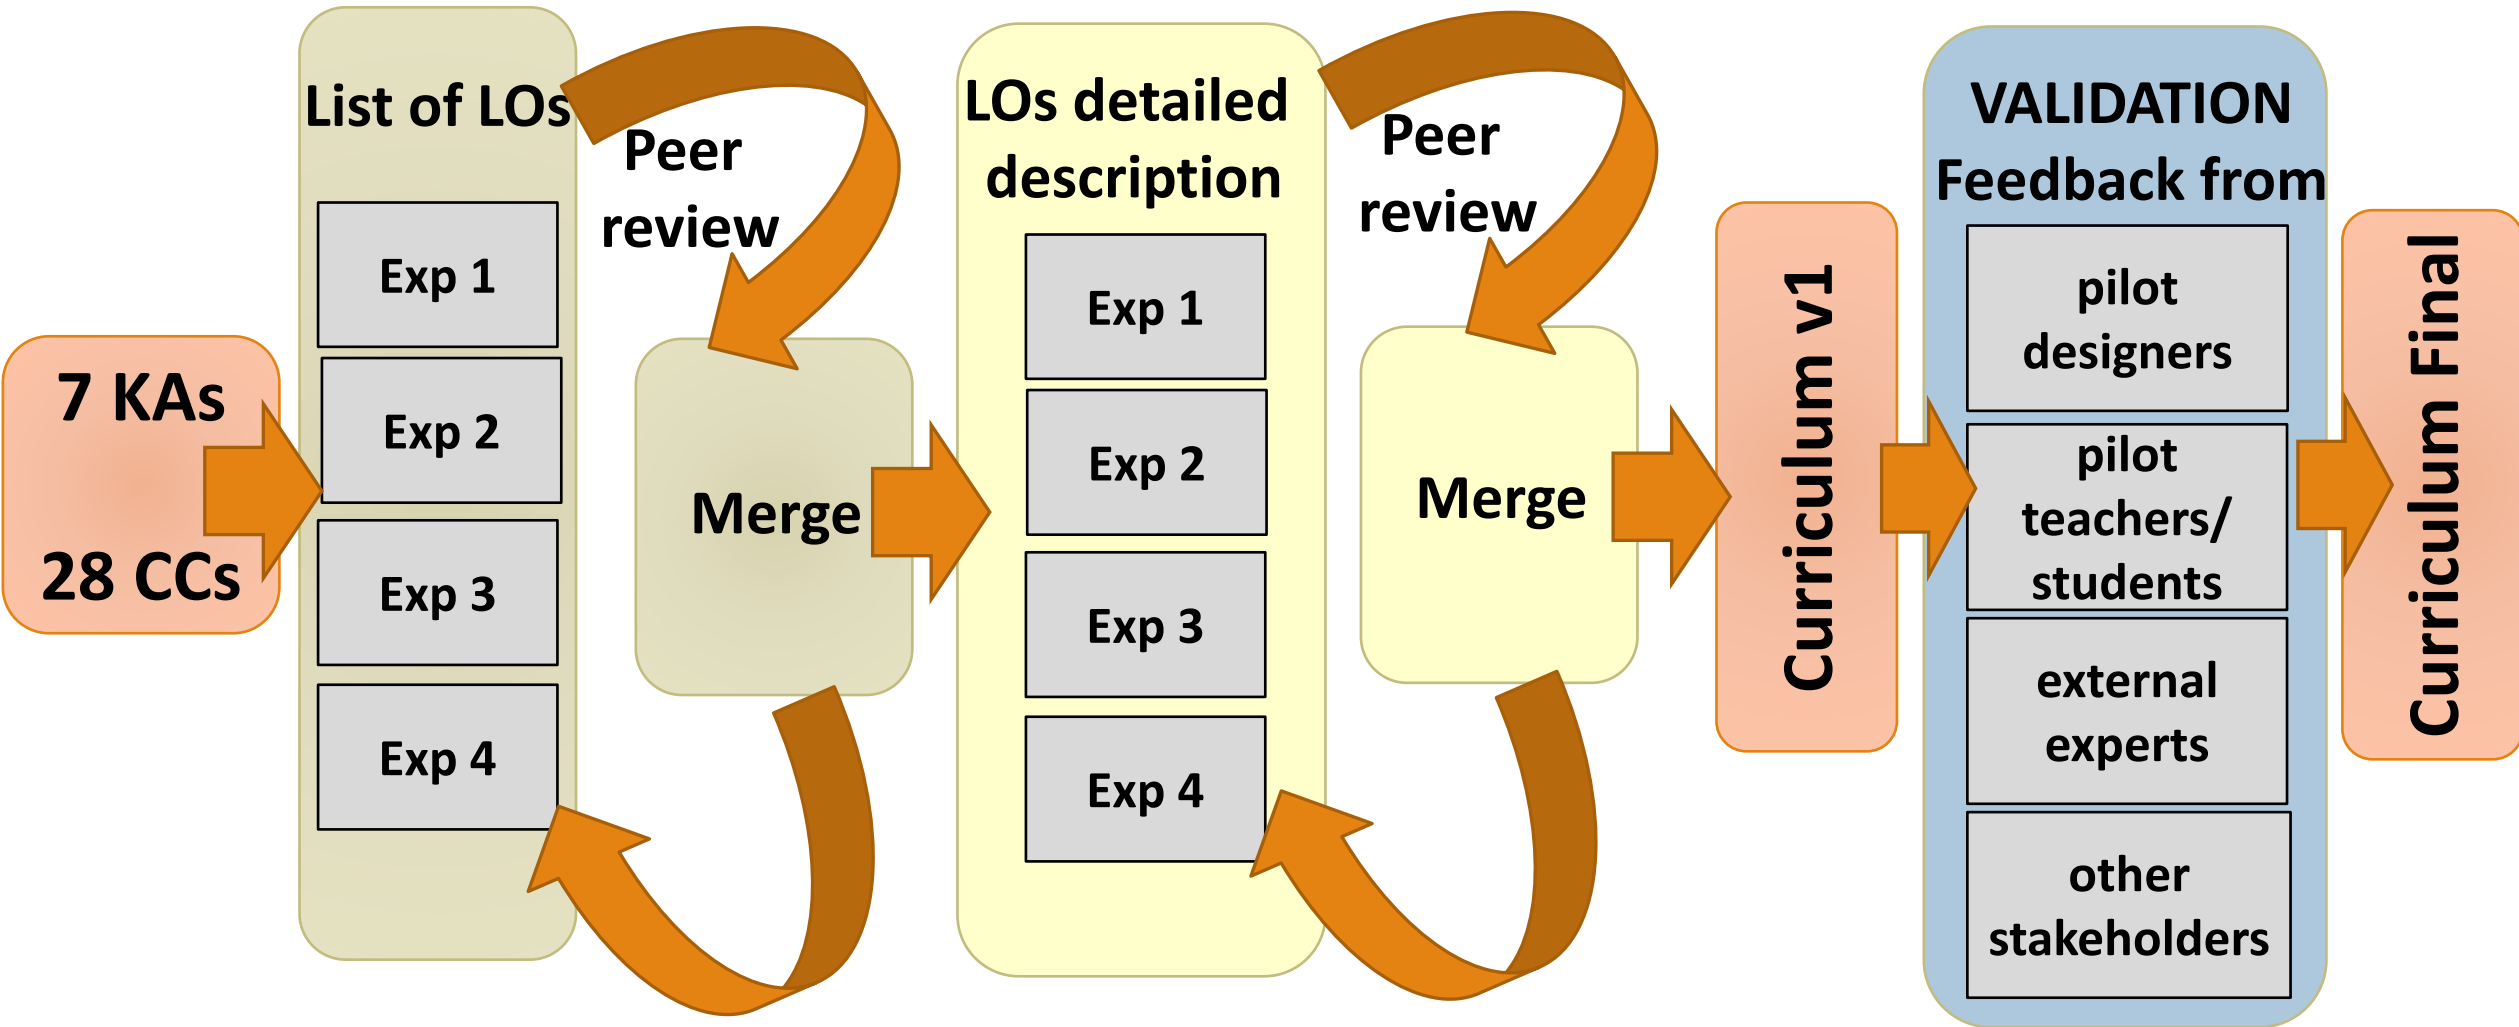 7 KAs
28 CCs
List of LOs
Exp 1
Exp 2
Exp 3
Exp 4
Peer
review
Merge
LOs detailed
description
Exp 1
Exp 2
Exp 3
Exp 4
Peer
review
Merge
Curriculum v1
VALIDATION
Feedback from
pilot
designers
pilot
teachers/
students
external
experts
other
stakeholders
Curriculum Final